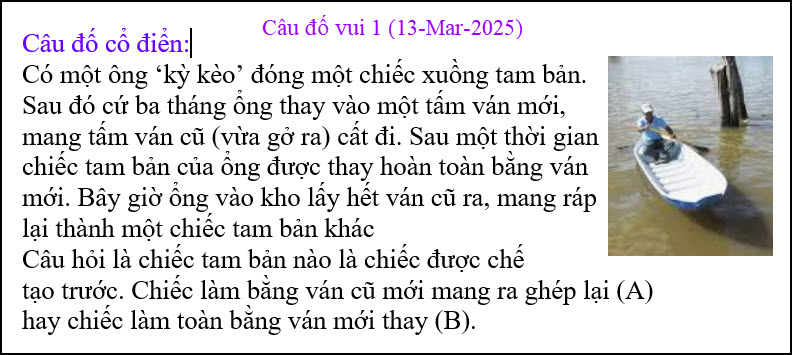 Câu đố vui 1 (13-Mar-2025)
Câu đố cổ điển:
Có một ông ‘kỳ kèo’ đóng một chiếc xuồng tam bản.
Sau đó cứ ba tháng ổng thay vào một tấm ván mới,
mang tấm ván cũ (vừa gở ra) cất đi. Sau một thời gian
chiếc tam bản của ổng được thay hoàn toàn bằng ván
mới. Bây giờ ổng vào kho lấy hết ván cũ ra, mang ráp
lại thành một chiếc tam bản khác
Câu hỏi là chiếc tam bản nào là chiếc được chế
tạo trước. Chiếc làm bằng ván cũ mới mang ra ghép lại (A)
hay chiếc làm toàn bằng ván mới thay (B).